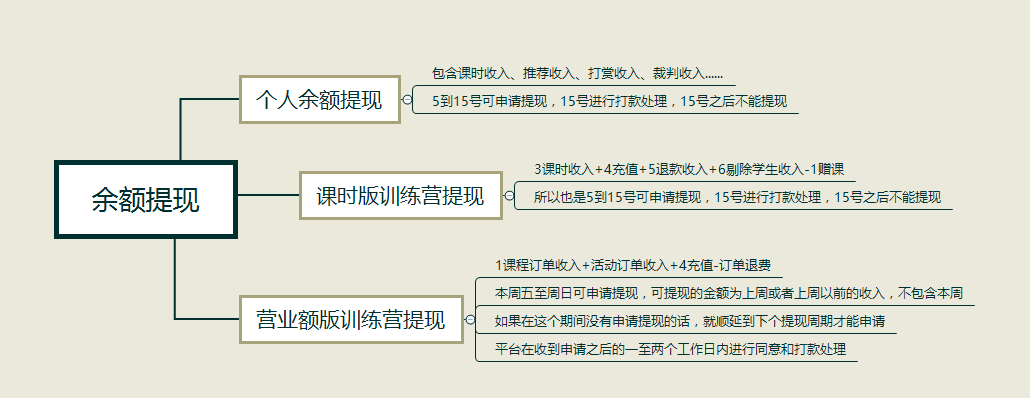 余额提现
个人余额提现
包含课时收入、推荐收入、打赏收入、裁判收入......
5到15号可申请提现，15号进行打款处理，15号之后不能提现
课时版训练营提现
3课时收入+4充值+5退款收入+6剔除学生收入-1赠课
所以也是5到15号可申请提现，15号进行打款处理，15号之后不能提现
营业额版训练营提现
1课程订单收入+活动订单收入+4充值-订单退费
本周五至周日可申请提现，可提现的金额为上周或者上周以前的收入，不包含本周
如果在这个期间没有申请提现的话，就顺延到下个提现周期才能申请
平台在收到申请之后的一至两个工作日内进行同意和打款处理